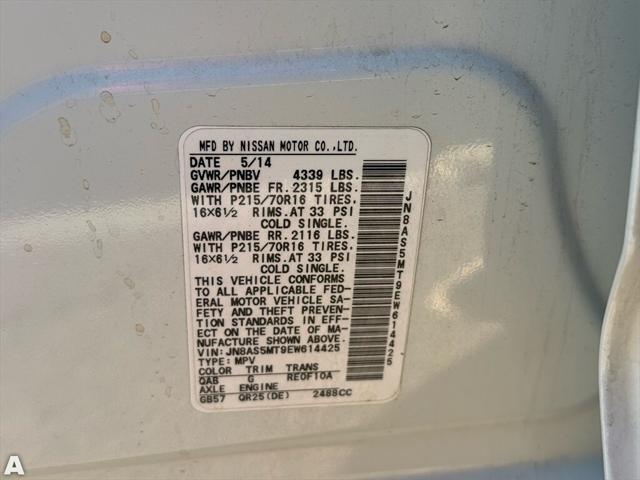 MFD BY NISSAN MOTOR CO.,LTD.
DATE 5/14
GVWR/PNBV 4339 LBS.
GAWR/PNBE FR.2315 LBS.
WITH P215/70R16 TIRES.
16×6½ RIMS.AT 33 PSI
COLD SINGLE.
GAWR/PNBE RR.2116 LBS.
WITH P215/70R16 TIRES.
16×6½ RIMS.AT 33 PSI
COLD SINGLE.
THIS VEHICLE CONFORMS
TO ALL APPLICABLE FED-
ERAL MOTOR VEHICLE SA-
FETY AND THEFT PREVEN-
TION STANDARDS IN EFF-
ECT ON THE DATE OF MA-
NUFACTURE SHOWN ABOVE.
VIN:JN8AS5MT9EW614425
TYPE:MPV
COLOR TRIM TRANS
QAB G RE0F10A
AXLE ENGINE
GB57 QR25(DE) 2488CC
JN8AS5MT9EW614425
A